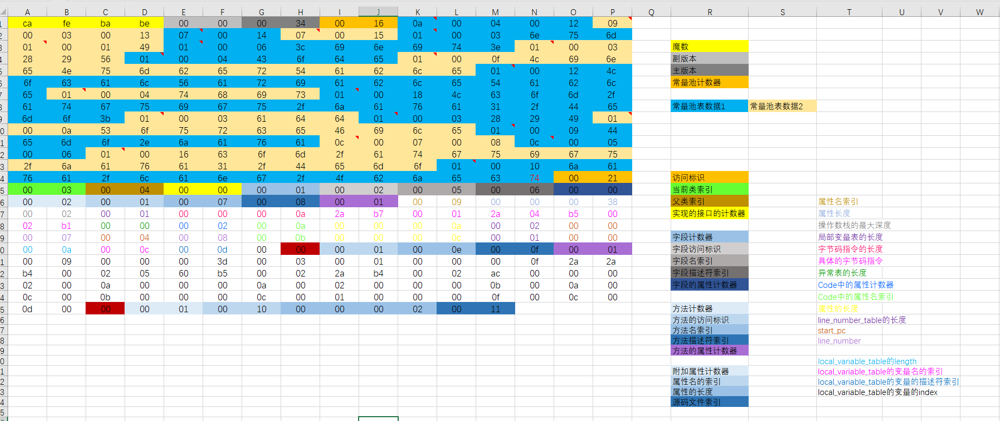 A B C D E F G H I J K L M N O P Q R S T U V W
1 ca fe ba be 00 00 00 34 00 16 0a 00 04 00 12 09
2 00 03 00 13 07 00 14 07 00 15 01 00 03 6e 75 6d
3 01 00 01 49 01 00 06 3c 69 6e 69 74 3e 01 00 03 魔数
4 28 29 56 01 00 04 43 6f 64 65 01 00 0f 4c 69 6e 副版本
5 65 4e 75 6d 62 65 72 54 61 62 6c 65 01 00 12 4c 主版本
6 6f 63 61 6c 56 61 72 69 61 62 6c 65 54 61 62 6c 常量池计数器
7 65 01 00 04 74 68 69 73 01 00 18 4c 63 6f 6d 2f
8 61 74 67 75 69 67 75 2f 6a 61 76 61 31 2f 44 65 常量池表数据1 常量池表数据2
9 6d 6f 3b 01 00 03 61 64 64 01 00 03 28 29 49 01
0 00 0a 53 6f 75 72 63 65 46 69 6c 65 01 00 09 44
1 65 6d 6f 2e 6a 61 76 61 0c 00 07 00 08 0c 00 05
2 00 06 01 00 16 63 6f 6d 2f 61 74 67 75 69 67 75
3 2f 6a 61 76 61 31 2f 44 65 6d 6f 01 00 10 6a 61
4 76 61 2f 6c 61 6e 67 2f 4f 62 6a 65 63 74 00 21 访问标识
5 00 03 00 04 00 00 00 01 00 02 00 05 00 06 00 00 当前类索引
6 00 02 00 01 00 07 00 08 00 01 00 09 00 00 00 38 父类索引 属性名索引
7 00 02 00 01 00 00 00 0a 2a b7 00 01 2a 04 b5 00 实现的接口的计数器 属性长度
8 02 b1 00 00 00 02 00 0a 00 00 00 0a 00 02 00 00 操作数栈的最大深度
9 00 07 00 04 00 08 00 0b 00 00 00 0c 00 01 00 00 字段计数器 局部变量表的长度
0 00 0a 00 0c 00 0d 00 00 00 01 00 0e 00 0f 00 01 字段访问标识 字节码指令的长度
1 00 09 00 00 00 3d 00 03 00 01 00 00 00 0f 2a 2a 字段名索引 具体的字节码指令
2 b4 00 02 05 60 b5 00 02 2a b4 00 02 ac 00 00 00 字段描述符索引 异常表的长度
3 02 00 0a 00 00 00 0a 00 02 00 00 00 0b 00 0a 00 字段的属性计数器 Code中的属性计数器
4 0c 00 0b 00 00 00 0c 00 01 00 00 00 0f 00 0c 00 Code中的属性名索引
5 0d 00 00 00 01 00 10 00 00 00 02 00 11 方法计数器 属性的长度
6 方法的访问标识 line_number_table的长度
7 方法名索引 start_pc
8 方法描述符索引 line_number
9 方法的属性计数器
0 local_variable_table的length
1 附加属性计数器 local_variable_table的变量名的索引
2 属性名的索引 local_variable_table的变量的描述符索引
3 属性的长度 local_variable_table的变量的index
4 源码文件索引
5